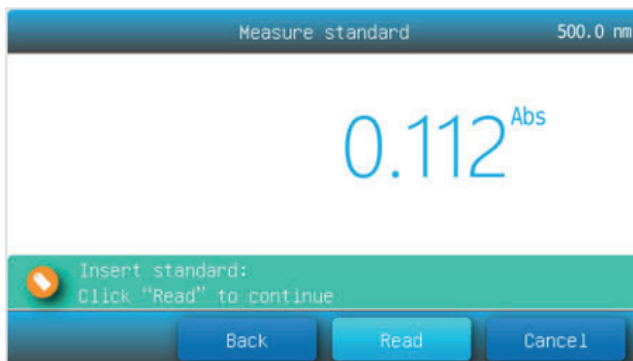 Measure standard 500.0 nm
0.112 Abs
Insert standard:
Click “Read” to continue
Back Read Cancel